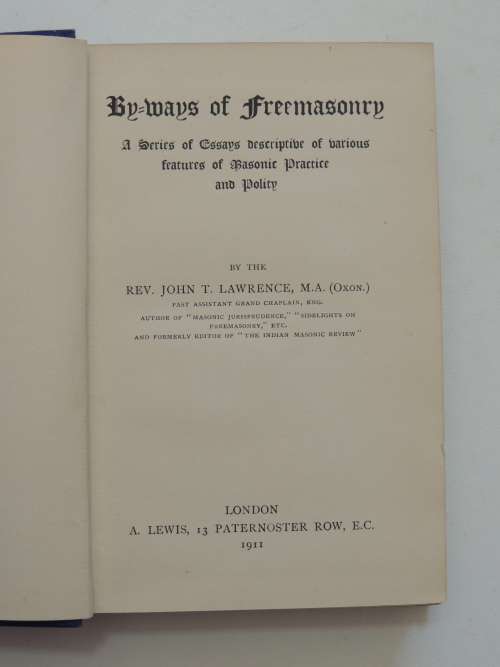 By-ways of Freemasonry
A Series of Essays descriptive of various
features of Masonic Practice
and Polity
BY THE
REV. JOHN T. LAWRENCE, M.A. (OXON.)
PAST ASSISTANT GRAND CHAPLAIN, ENG.
AUTHOR OF "MASONIC JURISPRUDENCE," "SIDELIGHTS ON
FREEMASONRY," ETC.
AND FORMERLY EDITOR OF "THE INDIAN MASONIC REVIEW"
LONDON
A. LEWIS, 13 PATERNOSTER ROW, E.C.
1911